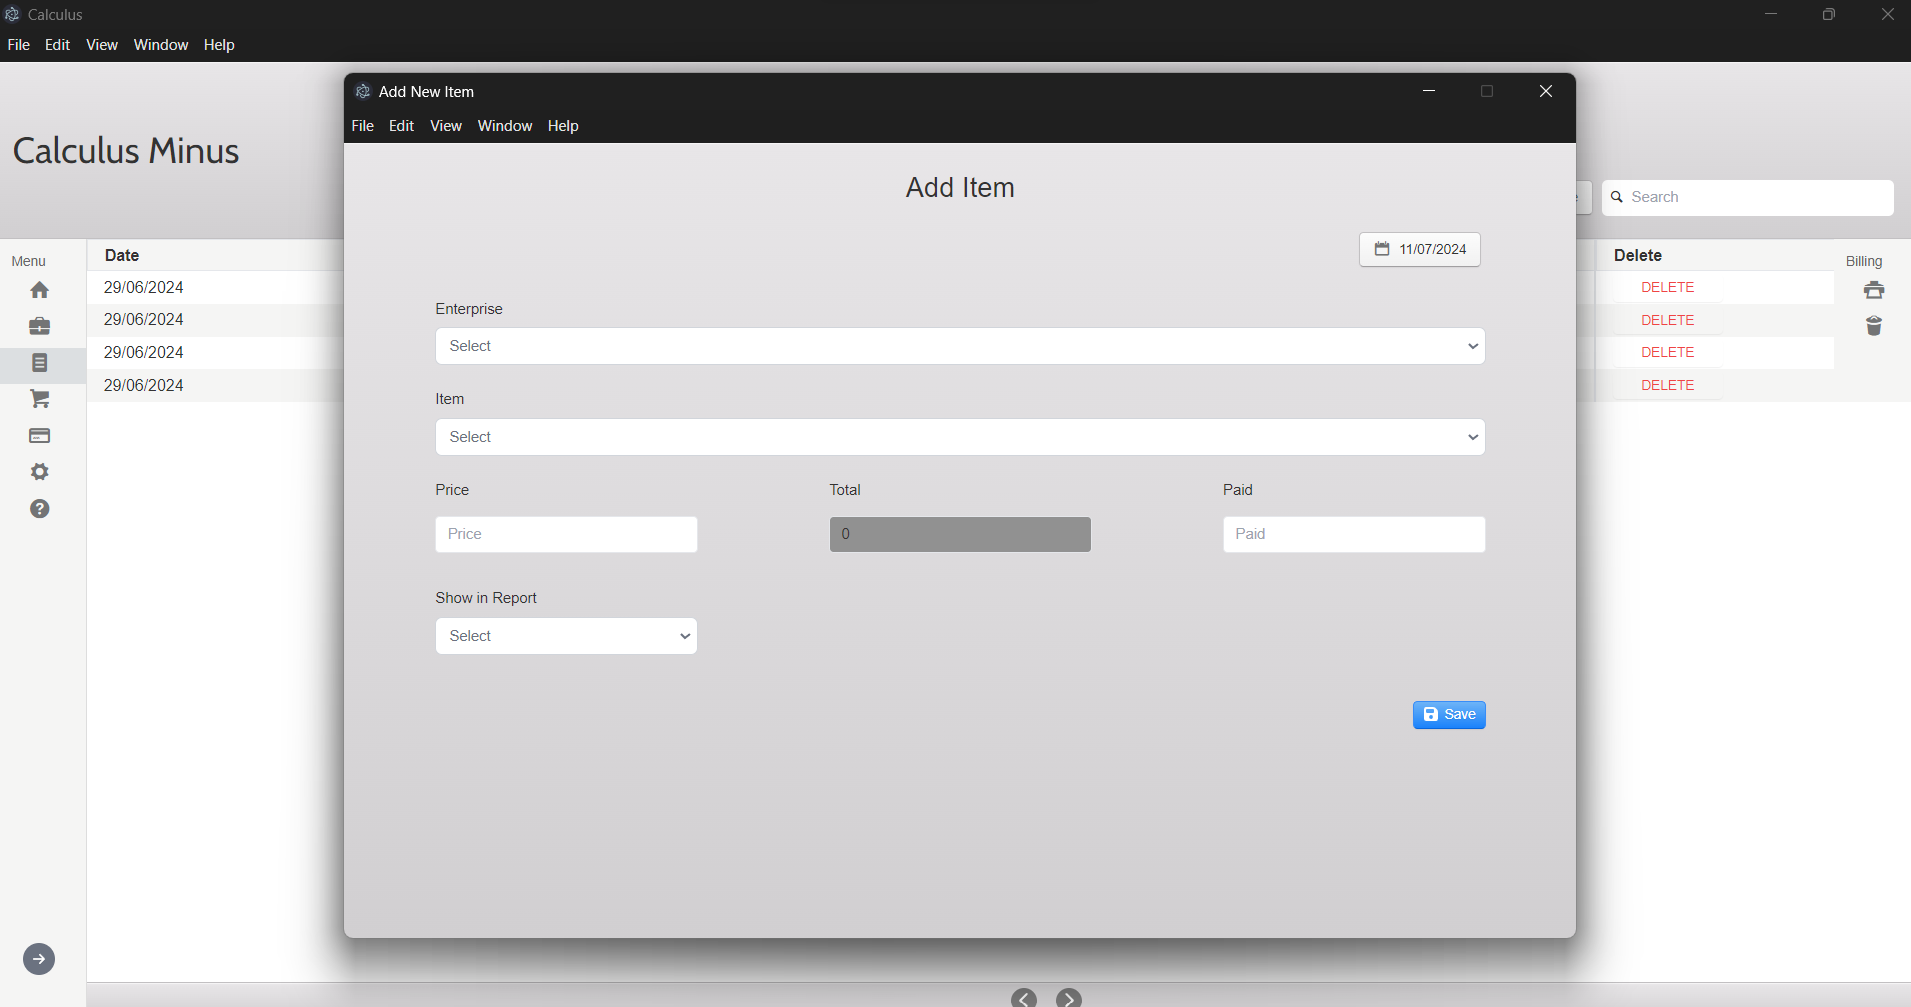 Calculus
File Edit View Window Help
Calculus Minus
Search
Menu
Date
29/06/2024
29/06/2024
29/06/2024
29/06/2024
Add New Item
File Edit View Window Help
Add Item
11/07/2024
Enterprise
Select
Item
Select
Price Total Paid
Price 0 Paid
Show in Report
Select
Save
Delete
DELETE
DELETE
DELETE
DELETE
Billing